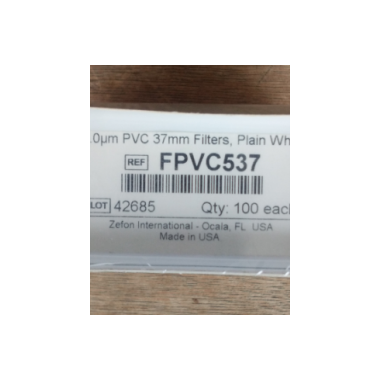 0µm PVC 37mm Filters, Plain Wh
REF FPVC537
LOT 42685 Qty: 100 each
Zefon International - Ocala, FL USA
Made in USA